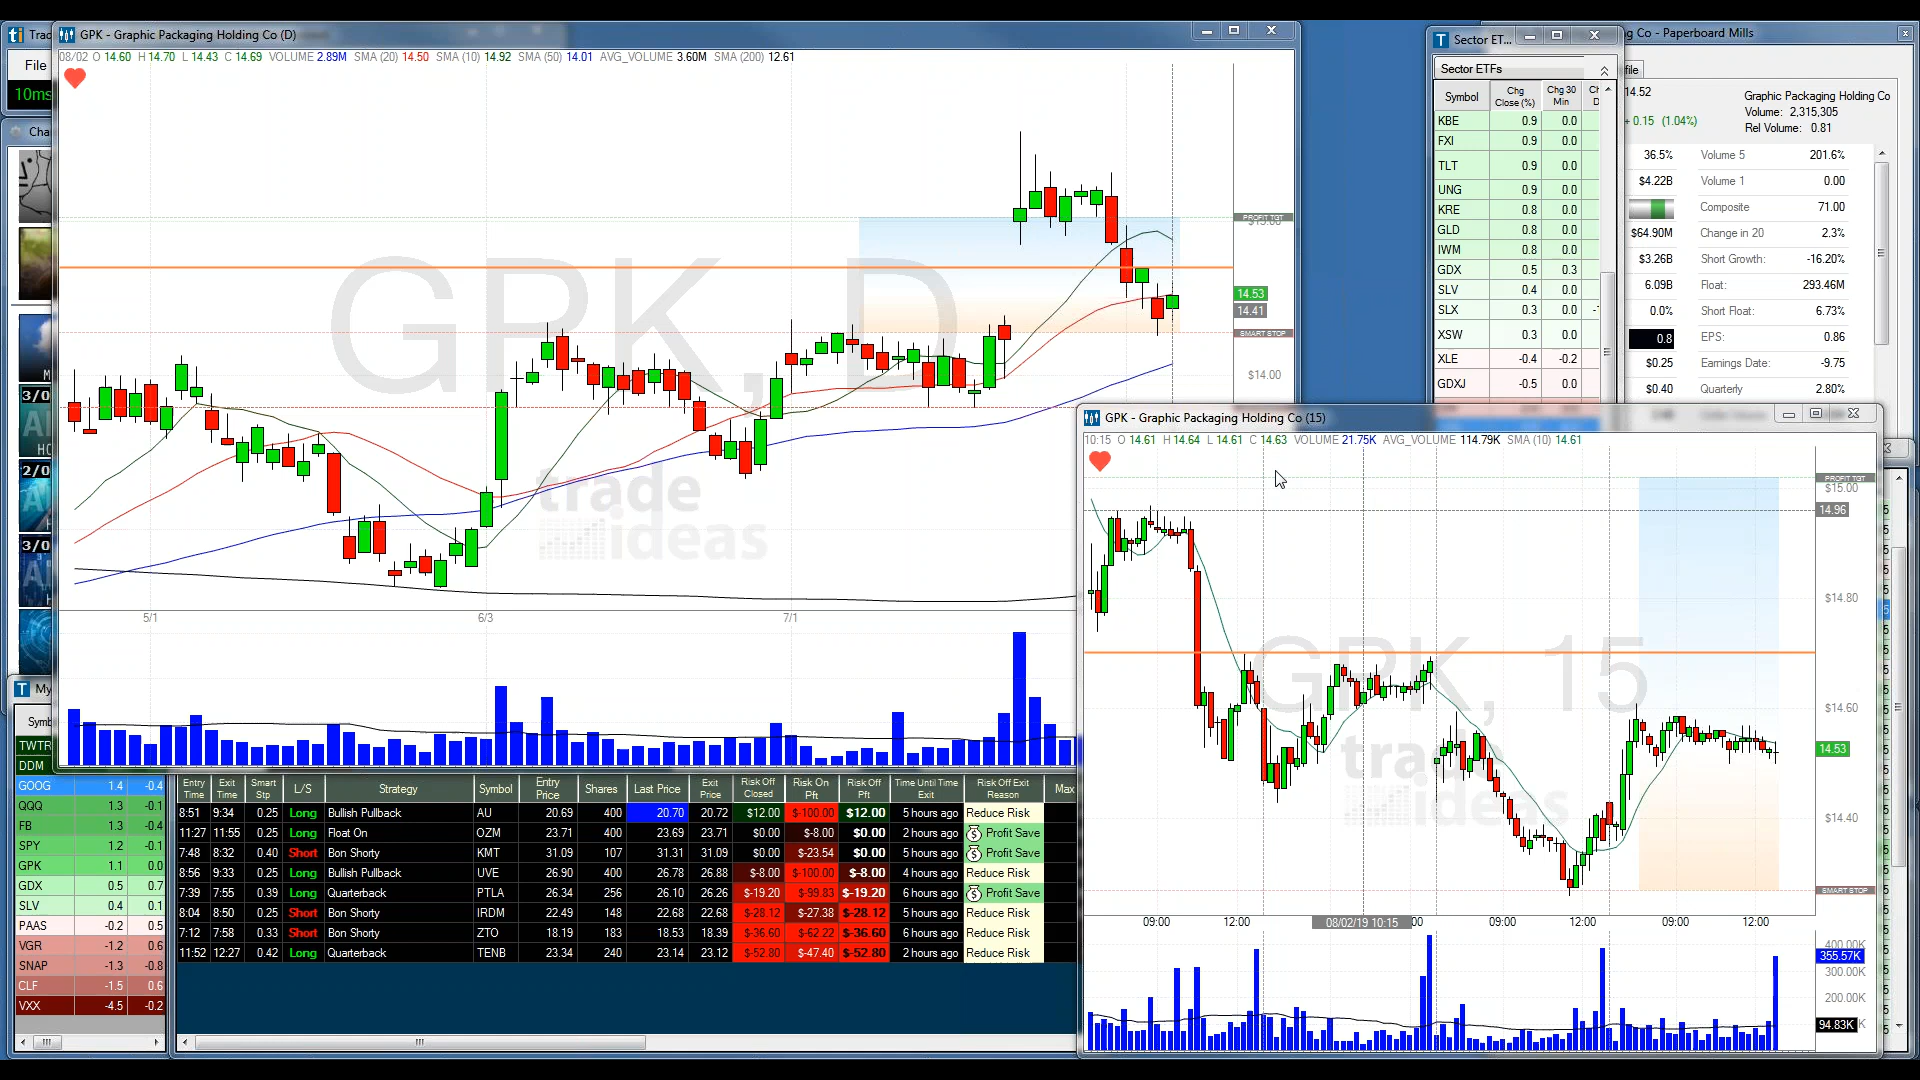 GPK - Graphic Packaging Holding Co (D)
08/02 O 14.60 H 14.70 L 14.43 C 14.69 VOLUME 2.89M SMA (20) 14.50 SMA (10) 14.92 SMA (50) 14.01 AVG_VOLUME 3.60M SMA (200) 12.61
File
10ms
GPK, D
trade
ideas
PROFIT TGT
14.53
14.41
SMART STOP
$14.00
5/1 6/3 7/1
Sector ET...
Sector ETFs
Symbol Chg Close (%) Chg 30 Min
KBE 0.9 0.0
FXI 0.9 0.0
TLT 0.9 0.0
UNG 0.9 0.0
KRE 0.8 0.0
GLD 0.8 0.0
IWM 0.8 0.0
GDX 0.5 0.3
SLV 0.4 0.0
SLX 0.3 0.0
XSW 0.3 0.0
XLE -0.4 -0.2
GDXJ -0.5 0.0
g Co - Paperboard Mills
14.52
+ 0.15 (1.04%)
Graphic Packaging Holding Co
Volume: 2,315,305
Rel Volume: 0.81
36.5% Volume 5 201.6%
$4.22B Volume 1 0.00
Composite 71.00
$64.90M Change in 20 2.3%
$3.26B Short Growth: -16.20%
6.09B Float: 293.46M
0.0% Short Float: 6.73%
0.8 EPS: 0.86
$0.25 Earnings Date: -9.75
$0.40 Quarterly 2.80%
GPK - Graphic Packaging Holding Co (15)
10:15 O 14.61 H 14.64 L 14.61 C 14.63 VOLUME 21.75K AVG_VOLUME 114.79K SMA (10) 14.61
GPK, 15
trade
ideas
PROFIT TGT
$15.00
14.96
$14.80
$14.60
14.53
$14.40
SMART STOP
09:00 12:00 08/02/19 10:15 09:00 12:00 09:00 12:00
400.00K
355.57K
300.00K
200.00K
94.83K
My
TWTR
DDM
GOOG 1.4 -0.4
QQQ 1.3 -0.1
FB 1.3 -0.4
SPY 1.2 -0.1
GPK 1.1 0.0
GDX 0.5 0.7
SLV 0.4 0.1
PAAS -0.2 0.5
VGR -1.2 0.6
SNAP -1.3 -0.8
CLF -1.5 0.6
VXX -4.5 -0.2
Entry Time Exit Time Smart Stp L/S Strategy Symbol Entry Price Shares Last Price Exit Price Risk Off Closed Risk On Pft Risk Off Pft Time Until Time Exit Risk Off Exit Reason Max
8:51 9:34 0.25 Long Bullish Pullback AU 20.69 400 20.70 20.72 $12.00 $-100.00 $12.00 5 hours ago Reduce Risk
11:27 11:55 0.25 Long Float On OZM 23.71 400 23.69 23.71 $0.00 $-8.00 $0.00 2 hours ago Profit Save
7:48 8:32 0.40 Short Bon Shorty KMT 31.09 107 31.31 31.09 $0.00 $-23.54 $0.00 5 hours ago Profit Save
8:56 9:33 0.25 Long Bullish Pullback UVE 26.90 400 26.78 26.88 $-8.00 $-100.00 $-8.00 4 hours ago Reduce Risk
7:39 7:55 0.39 Long Quarterback PTLA 26.34 256 26.10 26.26 $-19.20 $-99.83 $-19.20 6 hours ago Profit Save
8:04 8:50 0.25 Short Bon Shorty IRDM 22.49 148 22.68 22.68 $-28.12 $-27.38 $-28.12 5 hours ago Reduce Risk
7:12 7:58 0.33 Short Bon Shorty ZTO 18.19 183 18.53 18.39 $-36.60 $-62.22 $-36.60 6 hours ago Reduce Risk
11:52 12:27 0.42 Long Quarterback TENB 23.34 240 23.14 23.12 $-52.80 $-47.40 $-52.80 2 hours ago Reduce Risk